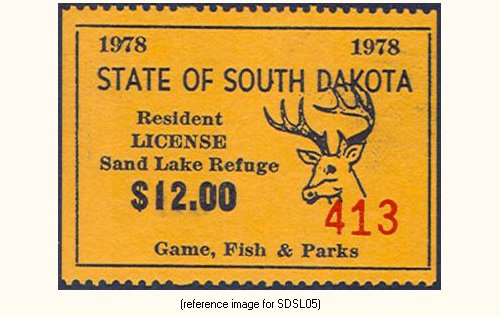 1978 1978
STATE OF SOUTH DAKOTA
Resident
LICENSE
Sand Lake Refuge
$12.00
413
Game, Fish & Parks
(reference image for SDSL05)